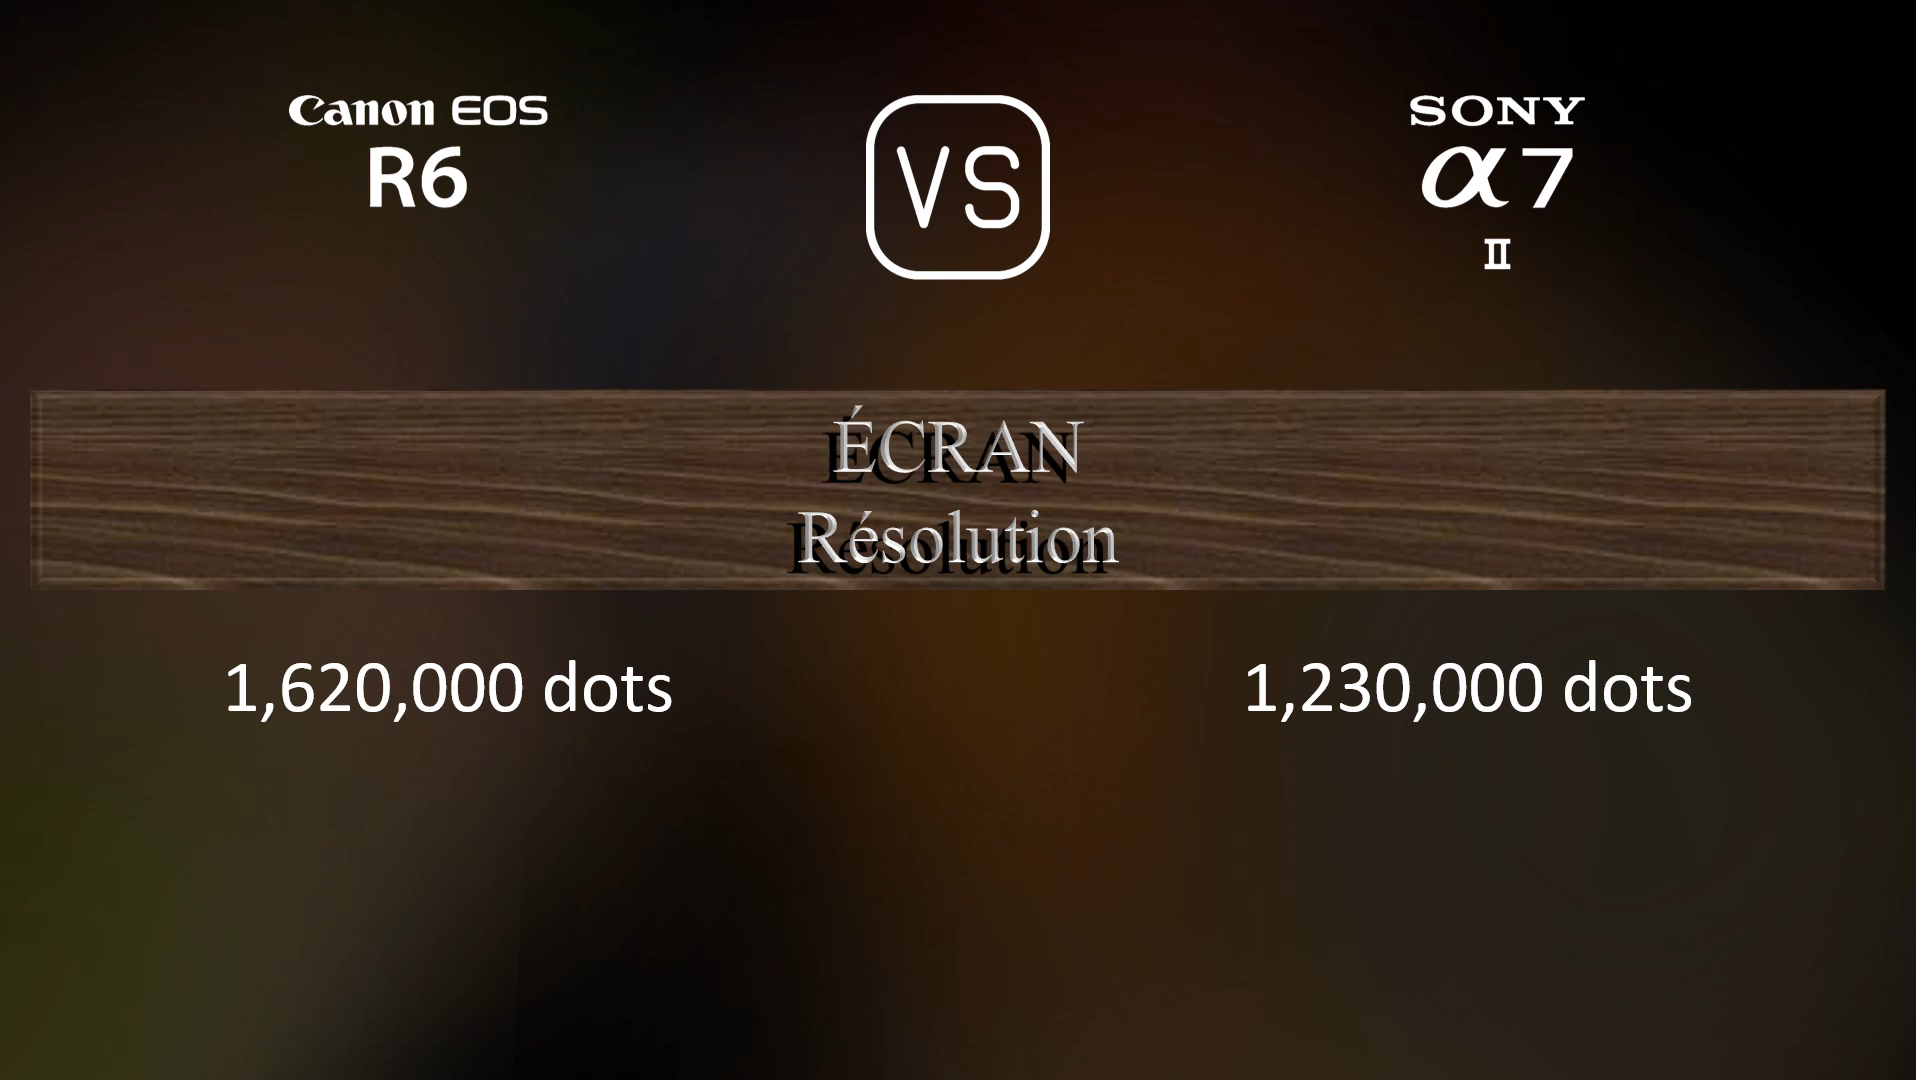 Canon EOS
R6
VS
SONY
α7
II
ÉCRAN
Résolution
1,620,000 dots
1,230,000 dots